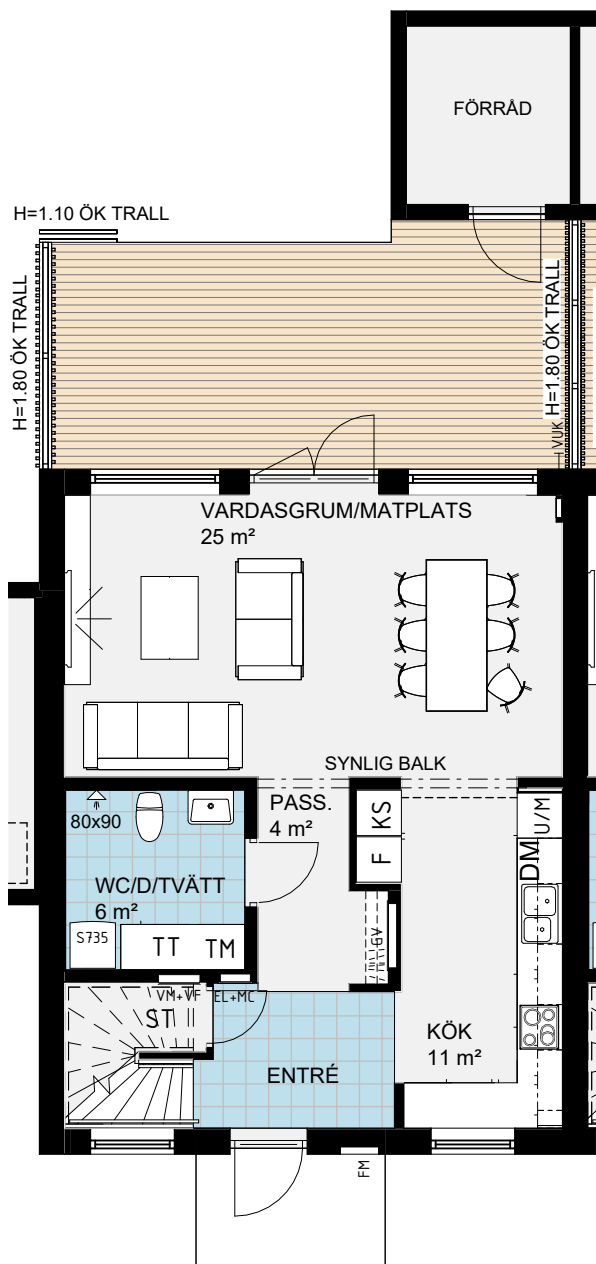 FÖRRÅD
H=1.10 ÖK TRALL
H=1.80 ÖK TRALL
H=1.80 ÖK TRALL
VUK
VARDASGRUM/MATPLATS
25 m²
SYNLIG BALK
80x90
PASS.
4 m²
KS
F
U/M
DM
WC/D/TVÄTT
6 m²
S735
TT
TM
GV
VM+VF
EL+MC
ST
ENTRÉ
KÖK
11 m²
FM